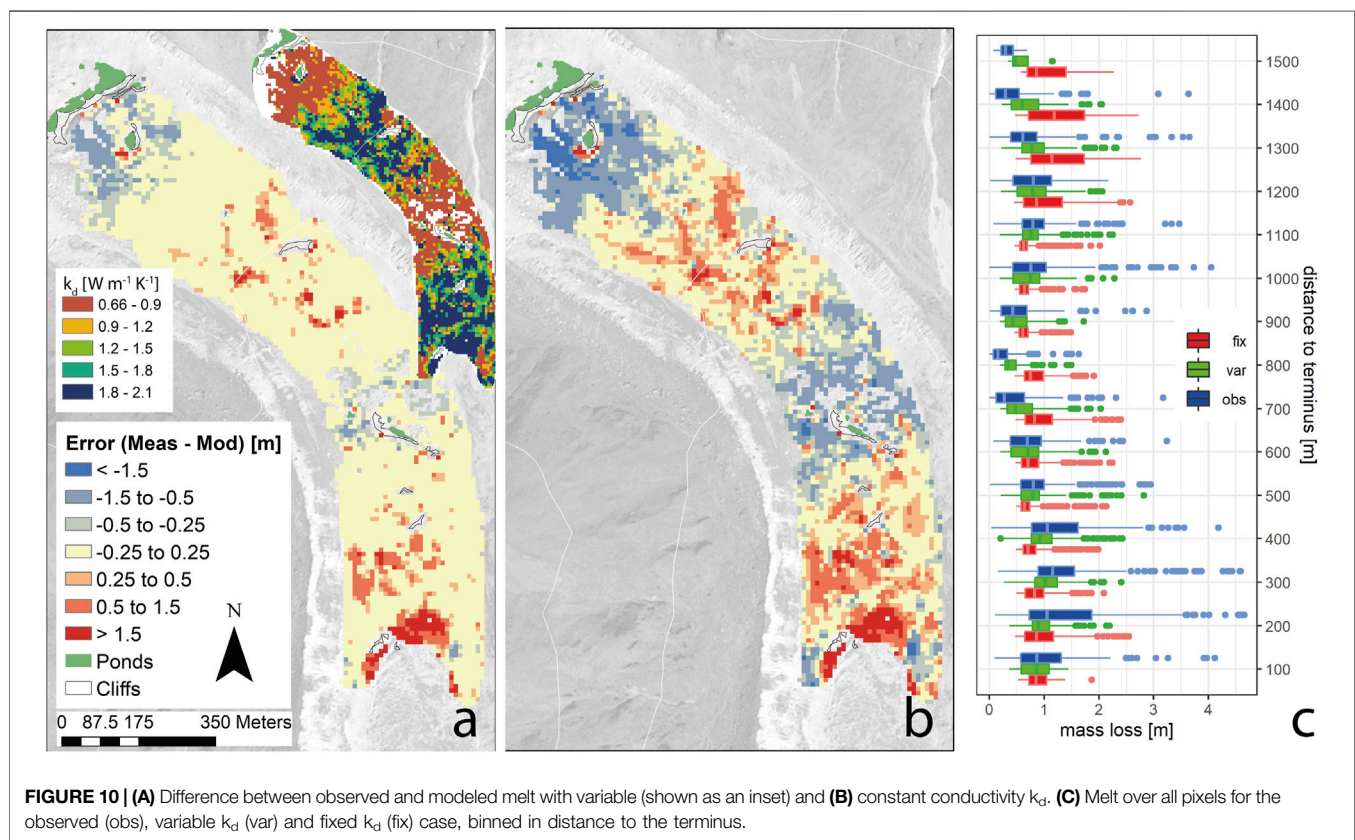 k_d [W m⁻¹ K⁻¹]
0.66 - 0.9
0.9 - 1.2
1.2 - 1.5
1.5 - 1.8
1.8 - 2.1
Error (Meas - Mod) [m]
< -1.5
-1.5 to -0.5
-0.5 to -0.25
-0.25 to 0.25
0.25 to 0.5
0.5 to 1.5
> 1.5
Ponds
Cliffs
N
0 87.5 175 350 Meters
a
b
1500
1400
1300
1200
1100
1000
900
800
700
600
500
400
300
200
100
distance to terminus [m]
fix
var
obs
0 1 2 3 4
mass loss [m]
c
FIGURE 10 | (A) Difference between observed and modeled melt with variable (shown as an inset) and (B) constant conductivity k_d. (C) Melt over all pixels for the
observed (obs), variable k_d (var) and fixed k_d (fix) case, binned in distance to the terminus.